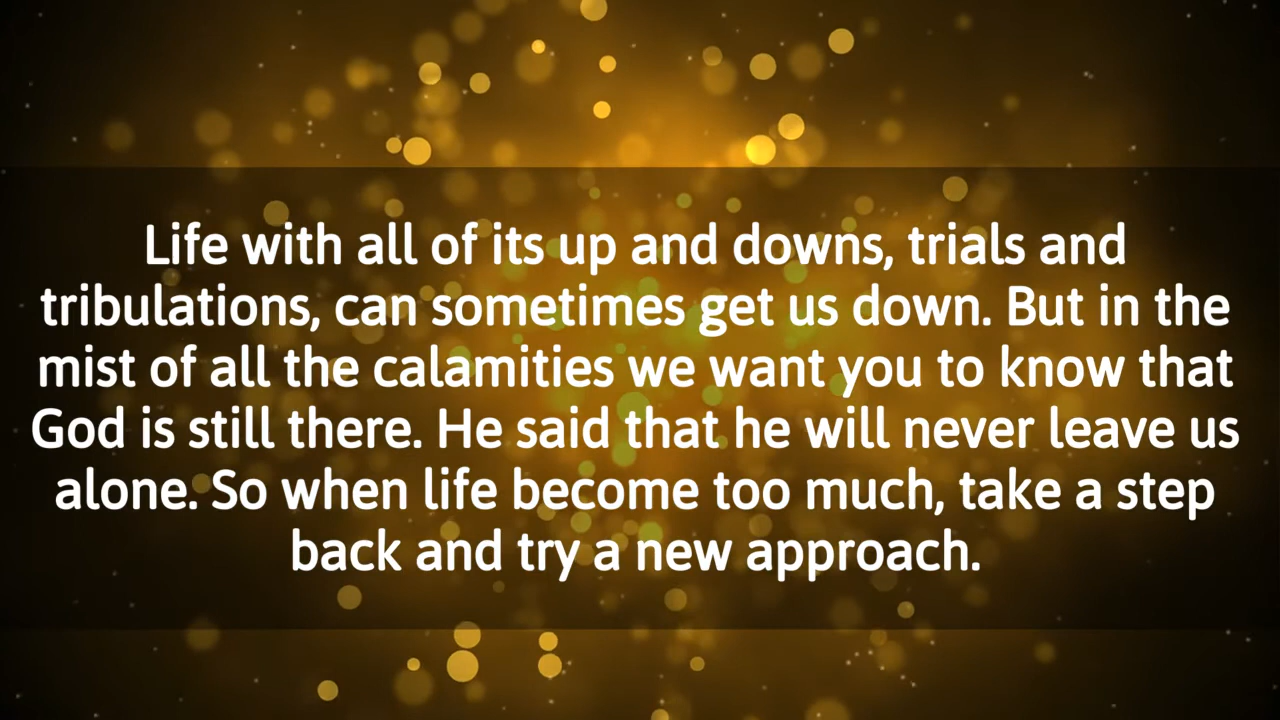 Life with all of its up and downs, trials and
tribulations, can sometimes get us down. But in the
mist of all the calamities we want you to know that
God is still there. He said that he will never leave us
alone. So when life become too much, take a step
back and try a new approach.